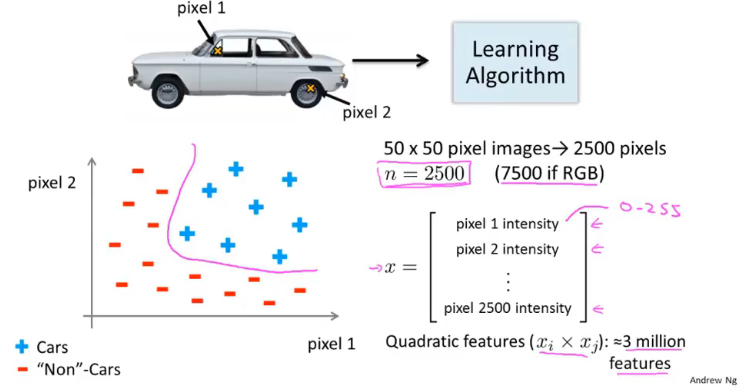 pixel 1
Learning
Algorithm
pixel 2
50 x 50 pixel images→ 2500 pixels
n = 2500 (7500 if RGB)
pixel 2
0-255
pixel 1 intensity
pixel 2 intensity
⋮
x =
pixel 2500 intensity
pixel 1
Quadratic features (xᵢ × xⱼ): ≈3 million
features
+ Cars
- “Non”-Cars
Andrew Ng